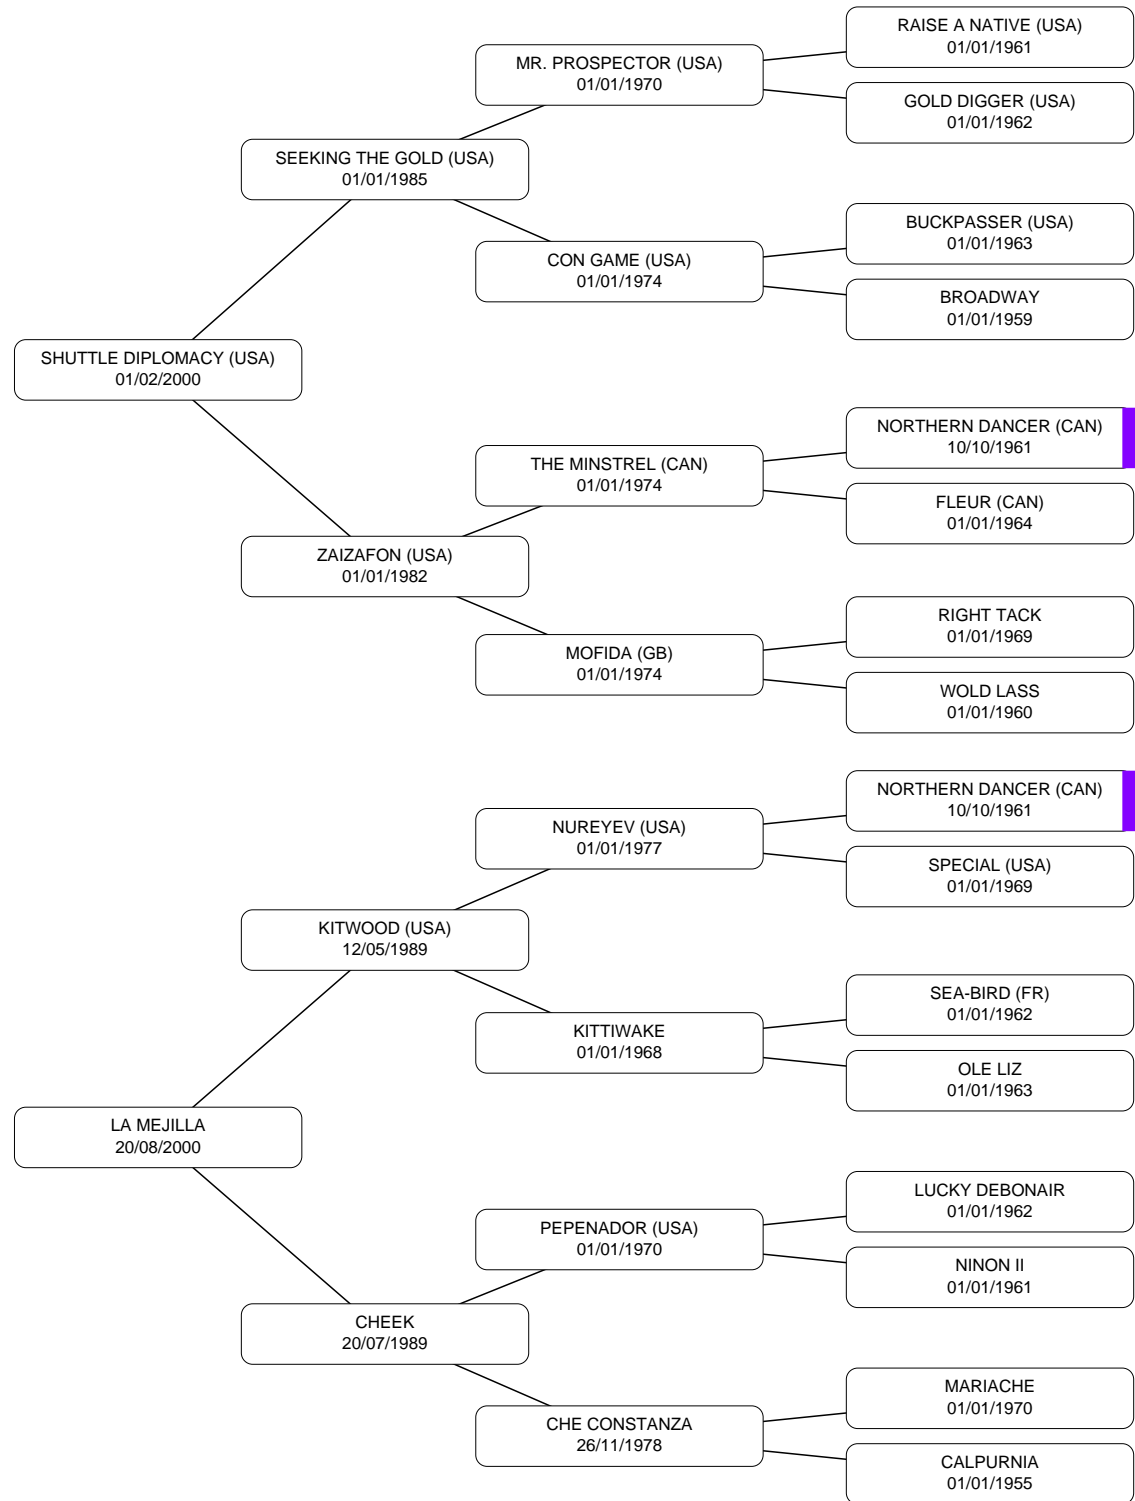 RAISE A NATIVE (USA)
01/01/1961
MR. PROSPECTOR (USA)
01/01/1970
GOLD DIGGER (USA)
01/01/1962
SEEKING THE GOLD (USA)
01/01/1985
BUCKPASSER (USA)
01/01/1963
CON GAME (USA)
01/01/1974
BROADWAY
01/01/1959
SHUTTLE DIPLOMACY (USA)
01/02/2000
NORTHERN DANCER (CAN)
10/10/1961
THE MINSTREL (CAN)
01/01/1974
FLEUR (CAN)
01/01/1964
ZAIZAFON (USA)
01/01/1982
RIGHT TACK
01/01/1969
MOFIDA (GB)
01/01/1974
WOLD LASS
01/01/1960
NORTHERN DANCER (CAN)
10/10/1961
NUREYEV (USA)
01/01/1977
SPECIAL (USA)
01/01/1969
KITWOOD (USA)
12/05/1989
SEA-BIRD (FR)
01/01/1962
KITTIWAKE
01/01/1968
OLE LIZ
01/01/1963
LA MEJILLA
20/08/2000
LUCKY DEBONAIR
01/01/1962
PEPENADOR (USA)
01/01/1970
NINON II
01/01/1961
CHEEK
20/07/1989
MARIACHE
01/01/1970
CHE CONSTANZA
26/11/1978
CALPURNIA
01/01/1955